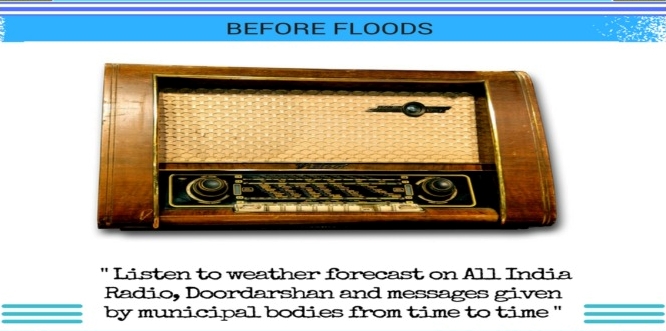 BEFORE FLOODS
" Listen to weather forecast on All India
Radio, Doordarshan and messages given
by municipal bodies from time to time "